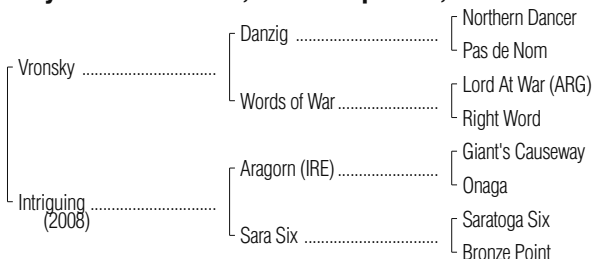 Northern Dancer
Danzig ....................................
Pas de Nom
Vronsky .................................
Lord At War (ARG)
Words of War .........................
Right Word
Giant's Causeway
Aragorn (IRE) .........................
Onaga
Intriguing ...............................
(2008)
Saratoga Six
Sara Six .................................
Bronze Point